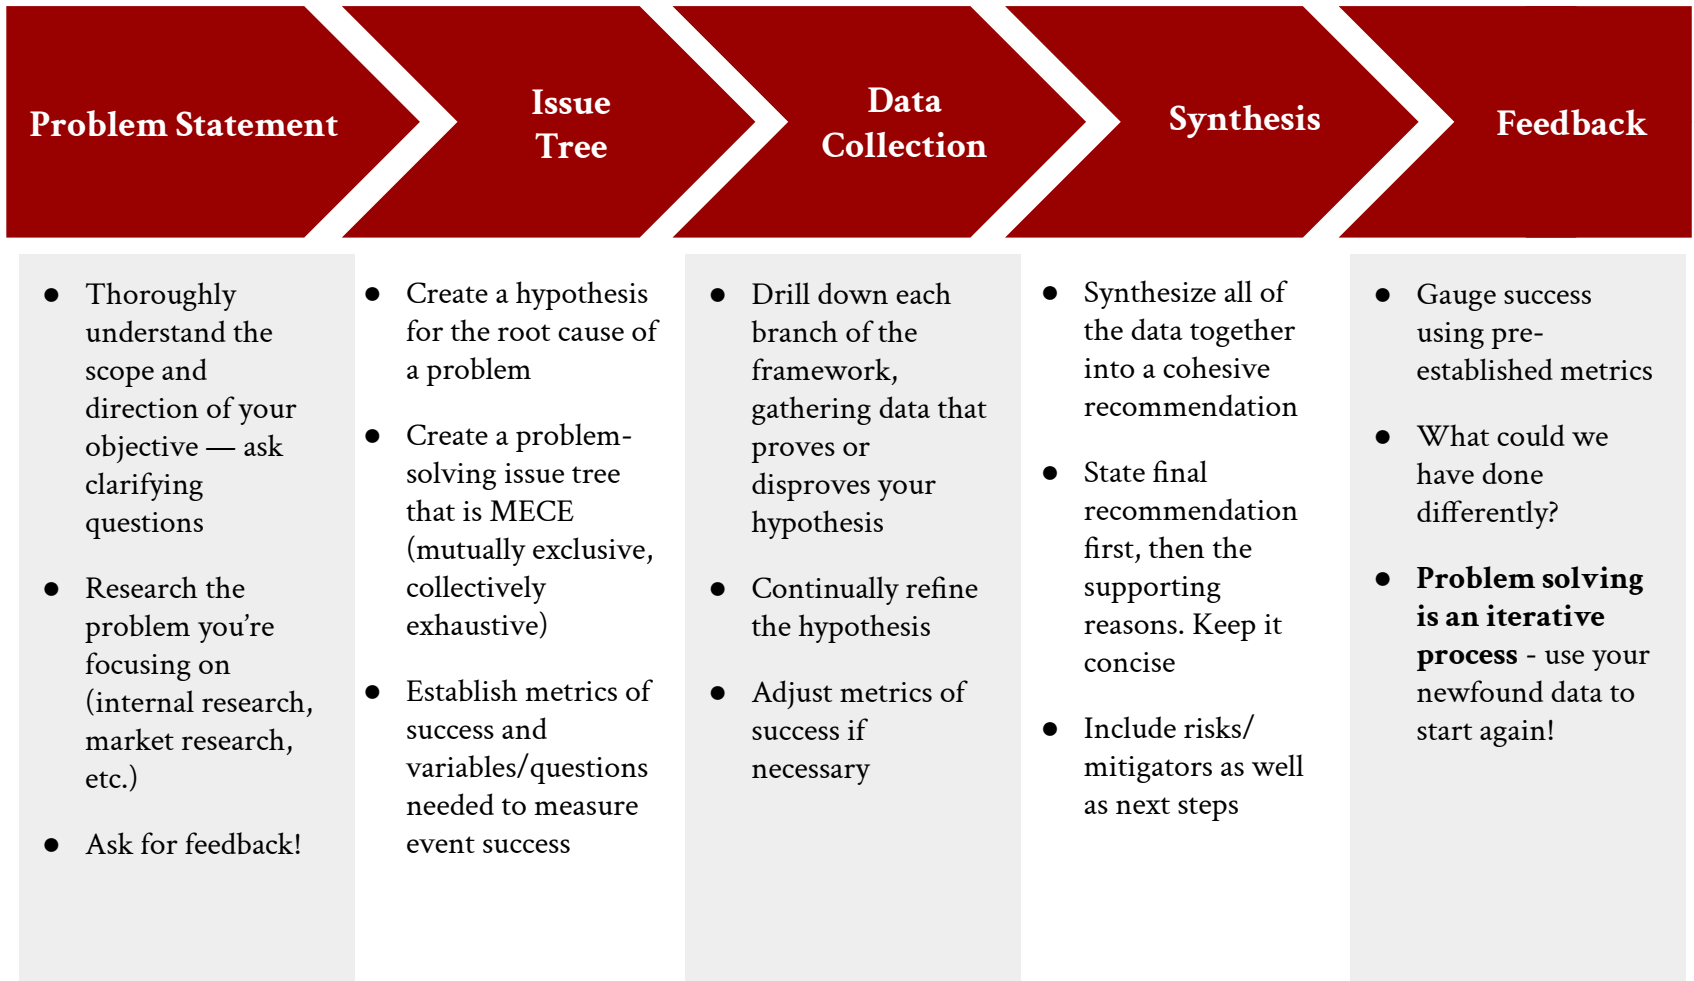 Problem Statement
Issue
Tree
Data
Collection
Synthesis
Feedback
● Thoroughly
understand the
scope and
direction of your
objective — ask
clarifying
questions
● Research the
problem you’re
focusing on
(internal research,
market research,
etc.)
● Ask for feedback!
● Create a hypothesis
for the root cause of
a problem
● Create a problem-
solving issue tree
that is MECE
(mutually exclusive,
collectively
exhaustive)
● Establish metrics of
success and
variables/questions
needed to measure
event success
● Drill down each
branch of the
framework,
gathering data that
proves or
disproves your
hypothesis
● Continually refine
the hypothesis
● Adjust metrics of
success if
necessary
● Synthesize all of
the data together
into a cohesive
recommendation
● State final
recommendation
first, then the
supporting
reasons. Keep it
concise
● Include risks/
mitigators as well
as next steps
● Gauge success
using pre-
established metrics
● What could we
have done
differently?
● Problem solving
is an iterative
process - use your
newfound data to
start again!